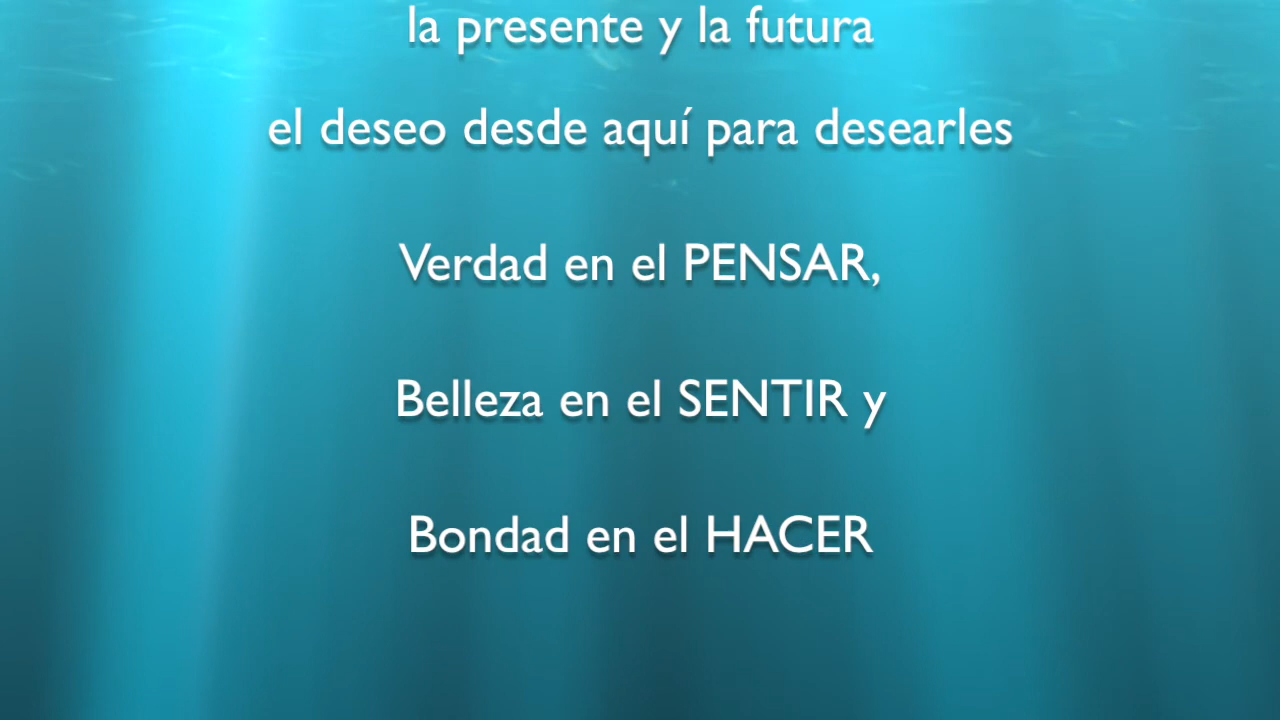 la presente y la futura
el deseo desde aquí para desearles
Verdad en el PENSAR,
Belleza en el SENTIR y
Bondad en el HACER